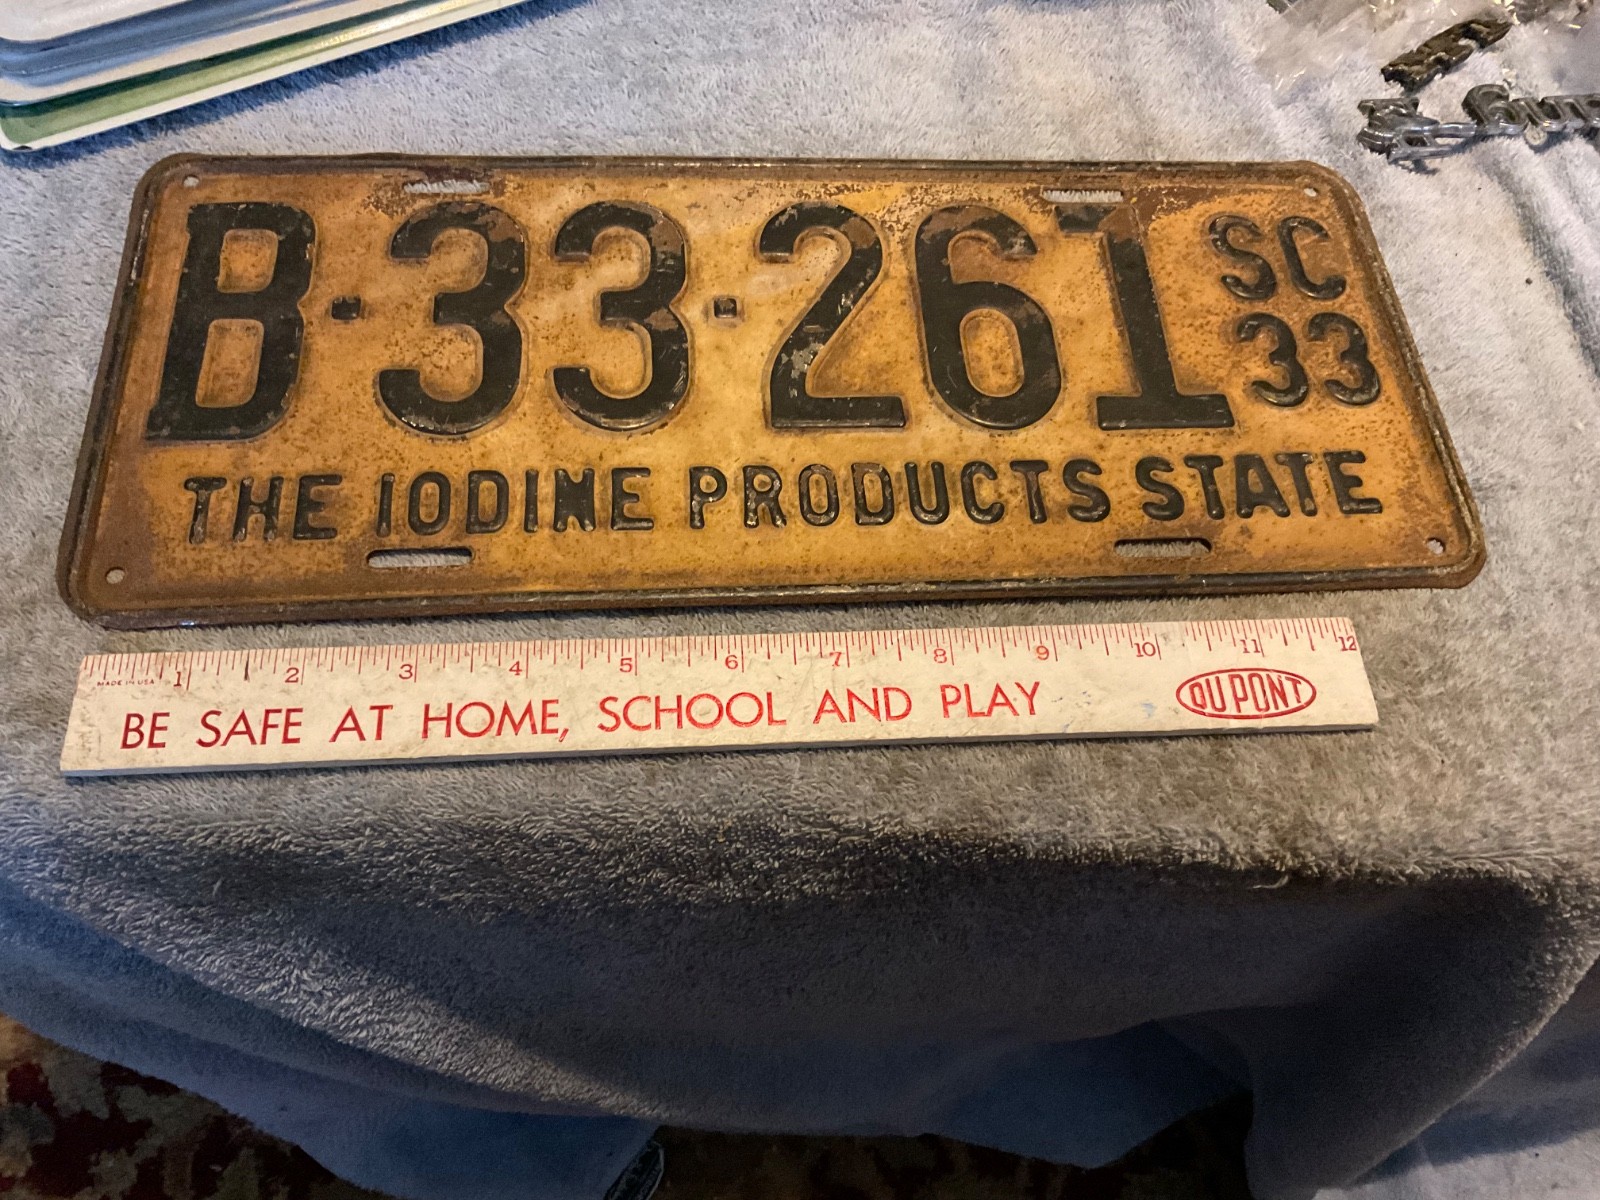 B·33·261
SC
33
THE IODINE PRODUCTS STATE
1 2 3 4 5 6 7 8 9 10 11 12
MADE IN USA
BE SAFE AT HOME, SCHOOL AND PLAY
DU PONT